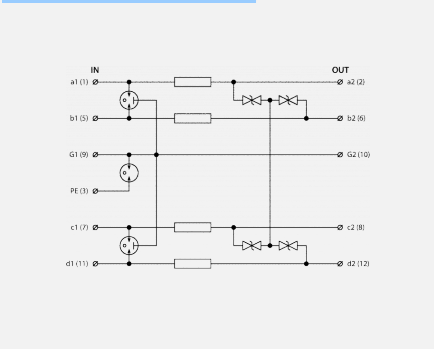 IN OUT
a1 (1) a2 (2)
b1 (5) b2 (6)
G1 (9) G2 (10)
PE (3)
c1 (7) c2 (8)
d1 (11) d2 (12)